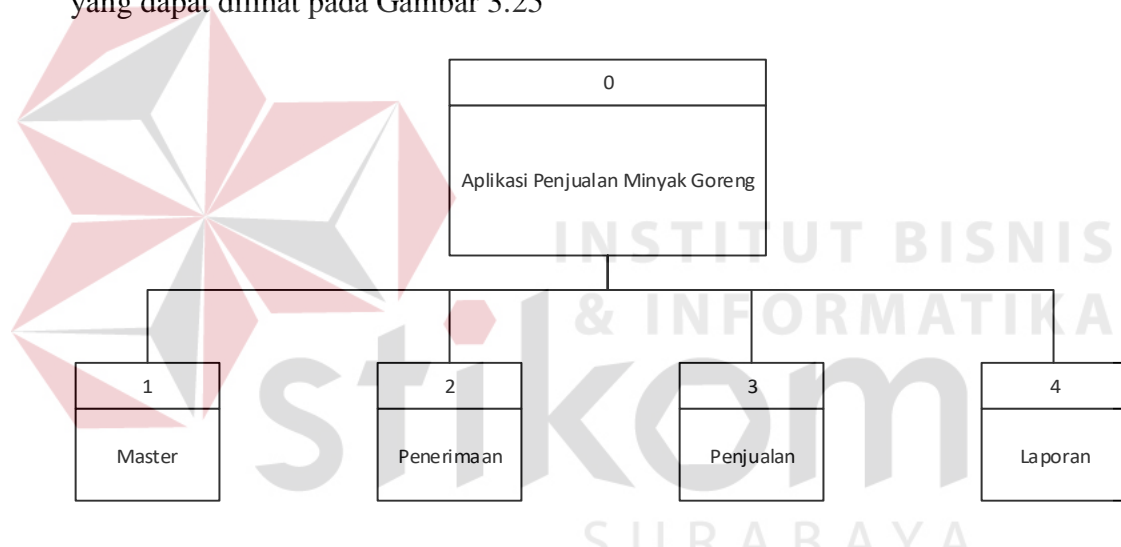 yang dapat dilihat pada Gambar 3.25
0
Aplikasi Penjualan Minyak Goreng
INSTITUT BISNIS
& INFORMATIKA
stikom
SURABAYA
1
Master
2
Penerimaan
3
Penjualan
4
Laporan